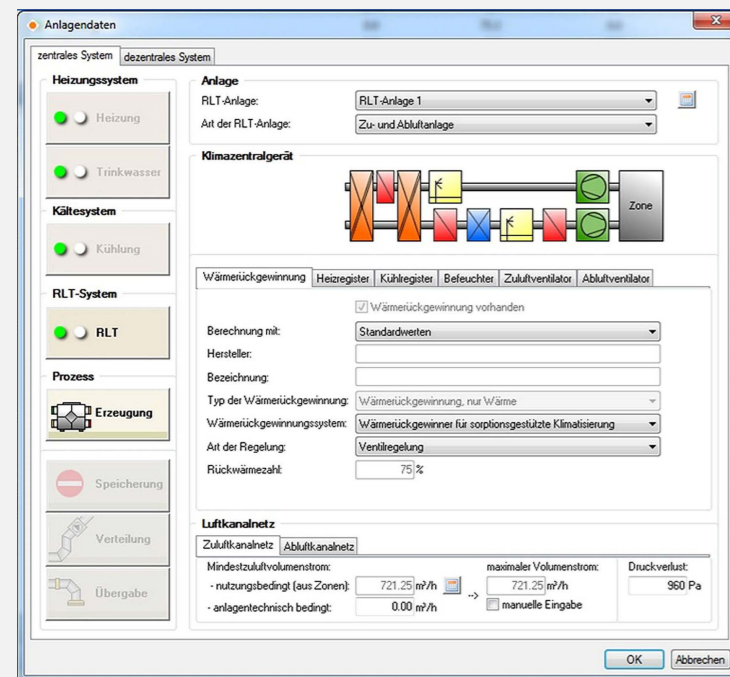 Anlagendaten
zentrales System dezentrales System
Heizungssystem
Heizung
Trinkwasser
Kältesystem
Kühlung
RLT-System
RLT
Prozess
Erzeugung
Speicherung
Verteilung
Übergabe
Anlage
RLT-Anlage: RLT-Anlage 1
Art der RLT-Anlage: Zu- und Abluftanlage
Klimazentralgerät
Zone
Wärmerückgewinnung Heizregister Kühlregister Befeuchter Zuluftventilator Abluftventilator
Wärmerückgewinnung vorhanden
Berechnung mit: Standardwerten
Hersteller:
Bezeichnung:
Typ der Wärmerückgewinnung: Wärmerückgewinnung, nur Wärme
Wärmerückgewinnungssystem: Wärmerückgewinner für sorptionsgestützte Klimatisierung
Art der Regelung: Ventilregelung
Rückwärmezahl: 75 %
Luftkanalnetz
Zuluftkanalnetz Abluftkanalnetz
Mindestzuluftvolumenstrom: maximaler Volumenstrom: Druckverlust:
- nutzungsbedingt (aus Zonen): 721.25 m³/h -> 721.25 m³/h 960 Pa
- anlagentechnisch bedingt: 0.00 m³/h manuelle Eingabe
OK Abbrechen